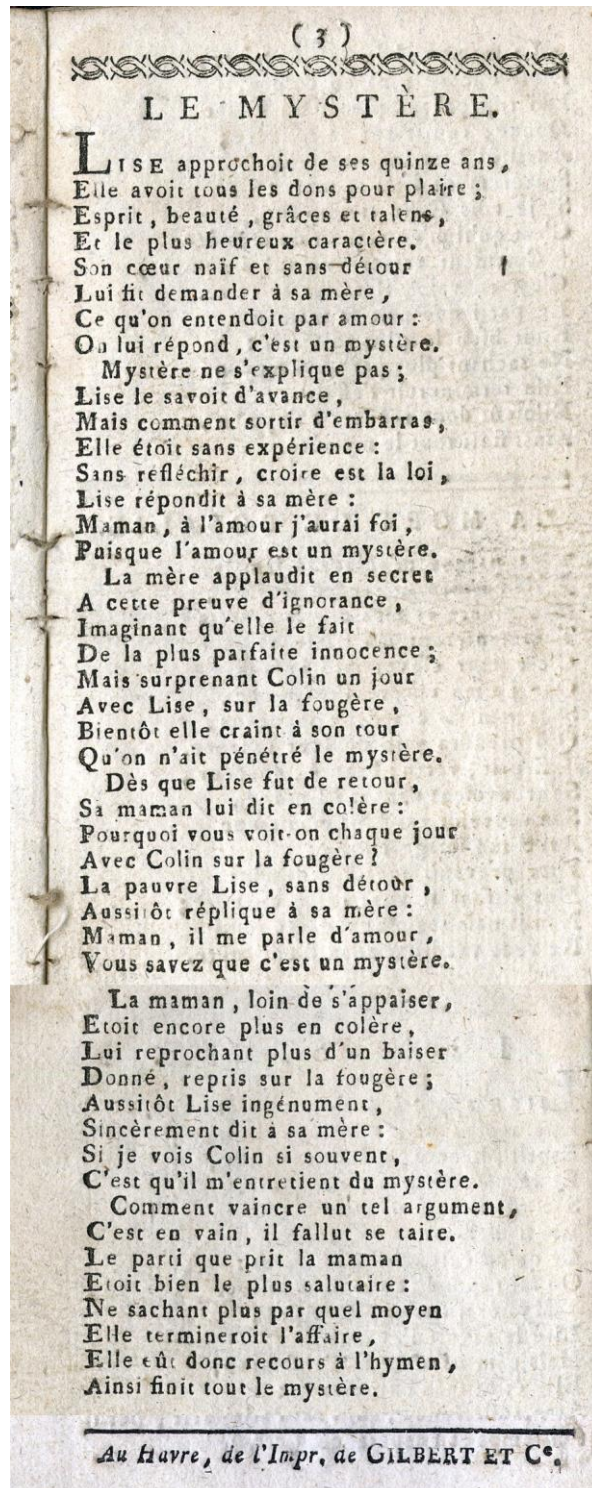 ( 3 )
LE MYSTÈRE.
LISE approchoit de ses quinze ans,
Elle avoit tous les dons pour plaire ;
Esprit, beauté, grâces et talens,
Et le plus heureux caractère.
Son cœur naïf et sans détour
Lui fit demander à sa mère,
Ce qu'on entendoit par amour :
On lui répond, c'est un mystère.
Mystère ne s'explique pas ;
Lise le savoit d'avance,
Mais comment sortir d'embarras,
Elle étoit sans expérience :
Sans réfléchir, croire est la loi,
Lise répondit à sa mère :
Maman, à l'amour j'aurai foi,
Puisque l'amour est un mystère.
La mère applaudit en secret
A cette preuve d'ignorance,
Imaginant qu'elle le fait
De la plus parfaite innocence ;
Mais surprenant Colin un jour
Avec Lise, sur la fougère,
Bientôt elle craint à son tour
Qu'on n'ait pénétré le mystère.
Dès que Lise fut de retour,
Sa maman lui dit en colère :
Pourquoi vous voit-on chaque jour
Avec Colin sur la fougère ?
La pauvre Lise, sans détour,
Aussitôt réplique à sa mère :
Maman, il me parle d'amour,
Vous savez que c'est un mystère.
La maman, loin de s'appaiser,
Etoit encore plus en colère,
Lui reprochant plus d'un baiser
Donné, repris sur la fougère ;
Aussitôt Lise ingénument,
Sincèrement dit à sa mère :
Si je vois Colin si souvent,
C'est qu'il m'entretient du mystère.
Comment vaincre un tel argument,
C'est en vain, il fallut se taire.
Le parti que prit la maman
Etoit bien le plus salutaire :
Ne sachant plus par quel moyen
Elle termineroit l'affaire,
Elle eût donc recours à l'hymen,
Ainsi finit tout le mystère.
Au Havre, de l'Impr. de GILBERT ET Ce.